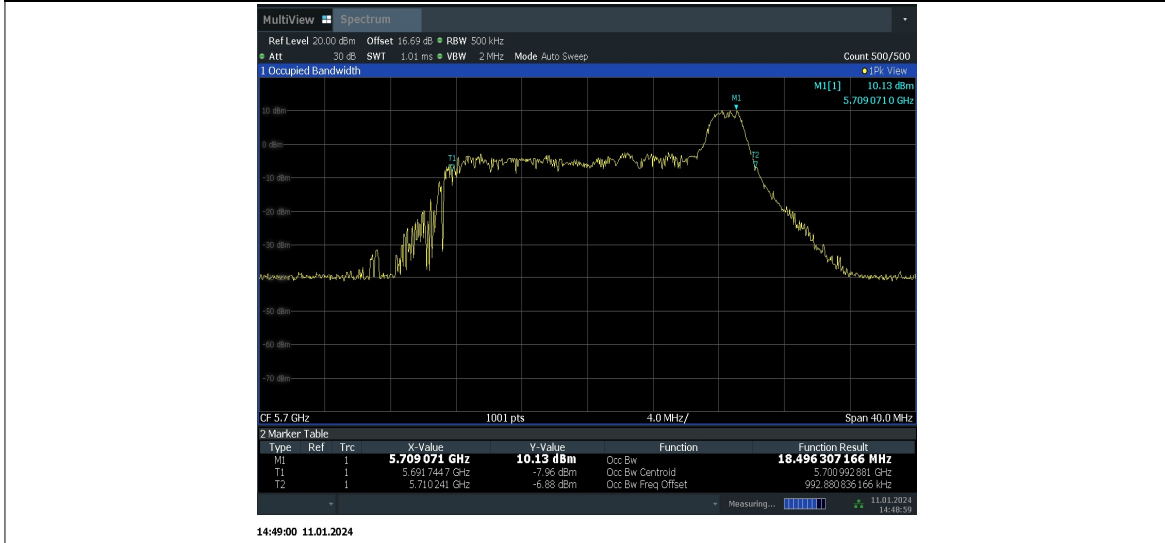 MultiView Spectrum
Ref Level 20.00 dBm Offset 16.69 dB RBW 500 kHz
Att 30 dB SWT 1.01 ms VBW 2 MHz Mode Auto Sweep Count 500/500
1 Occupied Bandwidth 1Pk View
M1[1] 10.13 dBm
5.709 071 0 GHz
M1
10 dBm
0 dBm
T1
T2
-10 dBm
-20 dBm
-30 dBm
-50 dBm
-60 dBm
-70 dBm
CF 5.7 GHz 1001 pts 4.0 MHz/ Span 40.0 MHz
2 Marker Table
Type Ref Trc X-Value Y-Value Function Function Result
M1 1 5.709 071 GHz 10.13 dBm Occ Bw 18.496 307 166 MHz
T1 1 5.691 744 7 GHz -7.96 dBm Occ Bw Centroid 5.700 992 881 GHz
T2 1 5.710 241 GHz -6.88 dBm Occ Bw Freq Offset 992.880 836 166 kHz
Measuring... 11.01.2024
14:48:59
14:49:00 11.01.2024